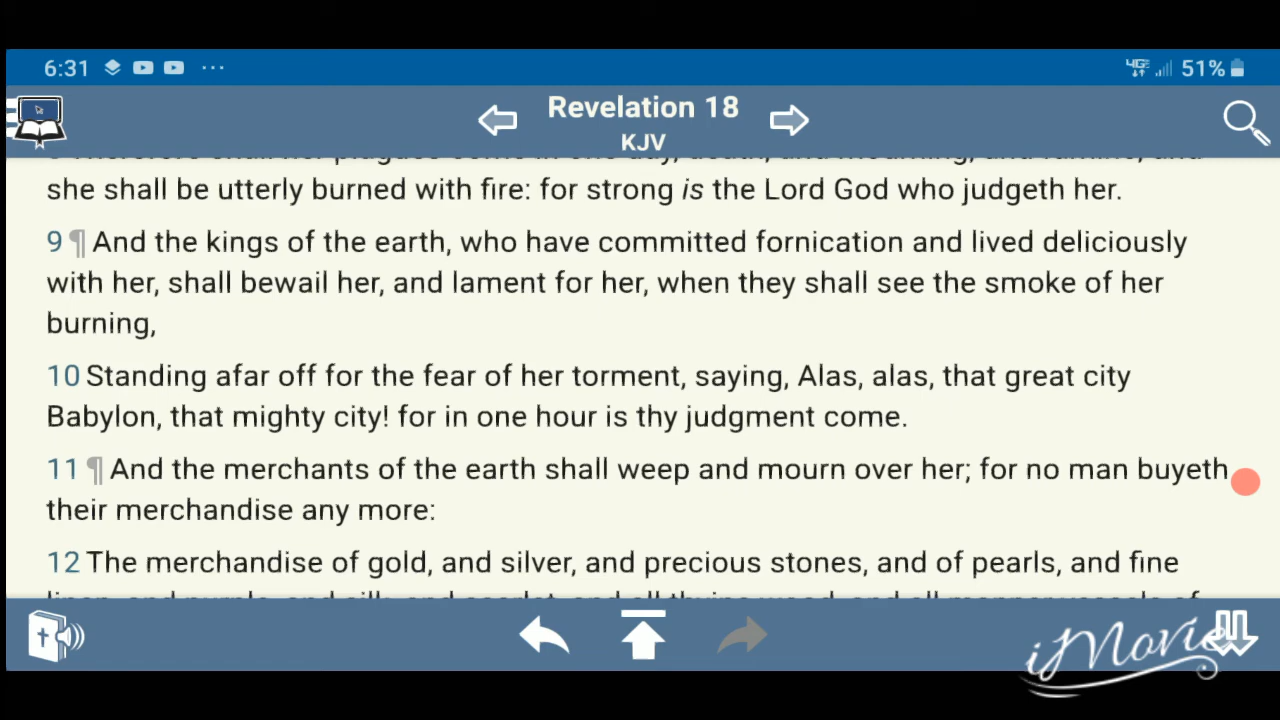 6:31 ... 4GE 51%
Revelation 18
KJV
she shall be utterly burned with fire: for strong is the Lord God who judgeth her.
9 ¶ And the kings of the earth, who have committed fornication and lived deliciously
with her, shall bewail her, and lament for her, when they shall see the smoke of her
burning,
10 Standing afar off for the fear of her torment, saying, Alas, alas, that great city
Babylon, that mighty city! for in one hour is thy judgment come.
11 ¶ And the merchants of the earth shall weep and mourn over her; for no man buyeth
their merchandise any more:
12 The merchandise of gold, and silver, and precious stones, and of pearls, and fine
iMovie